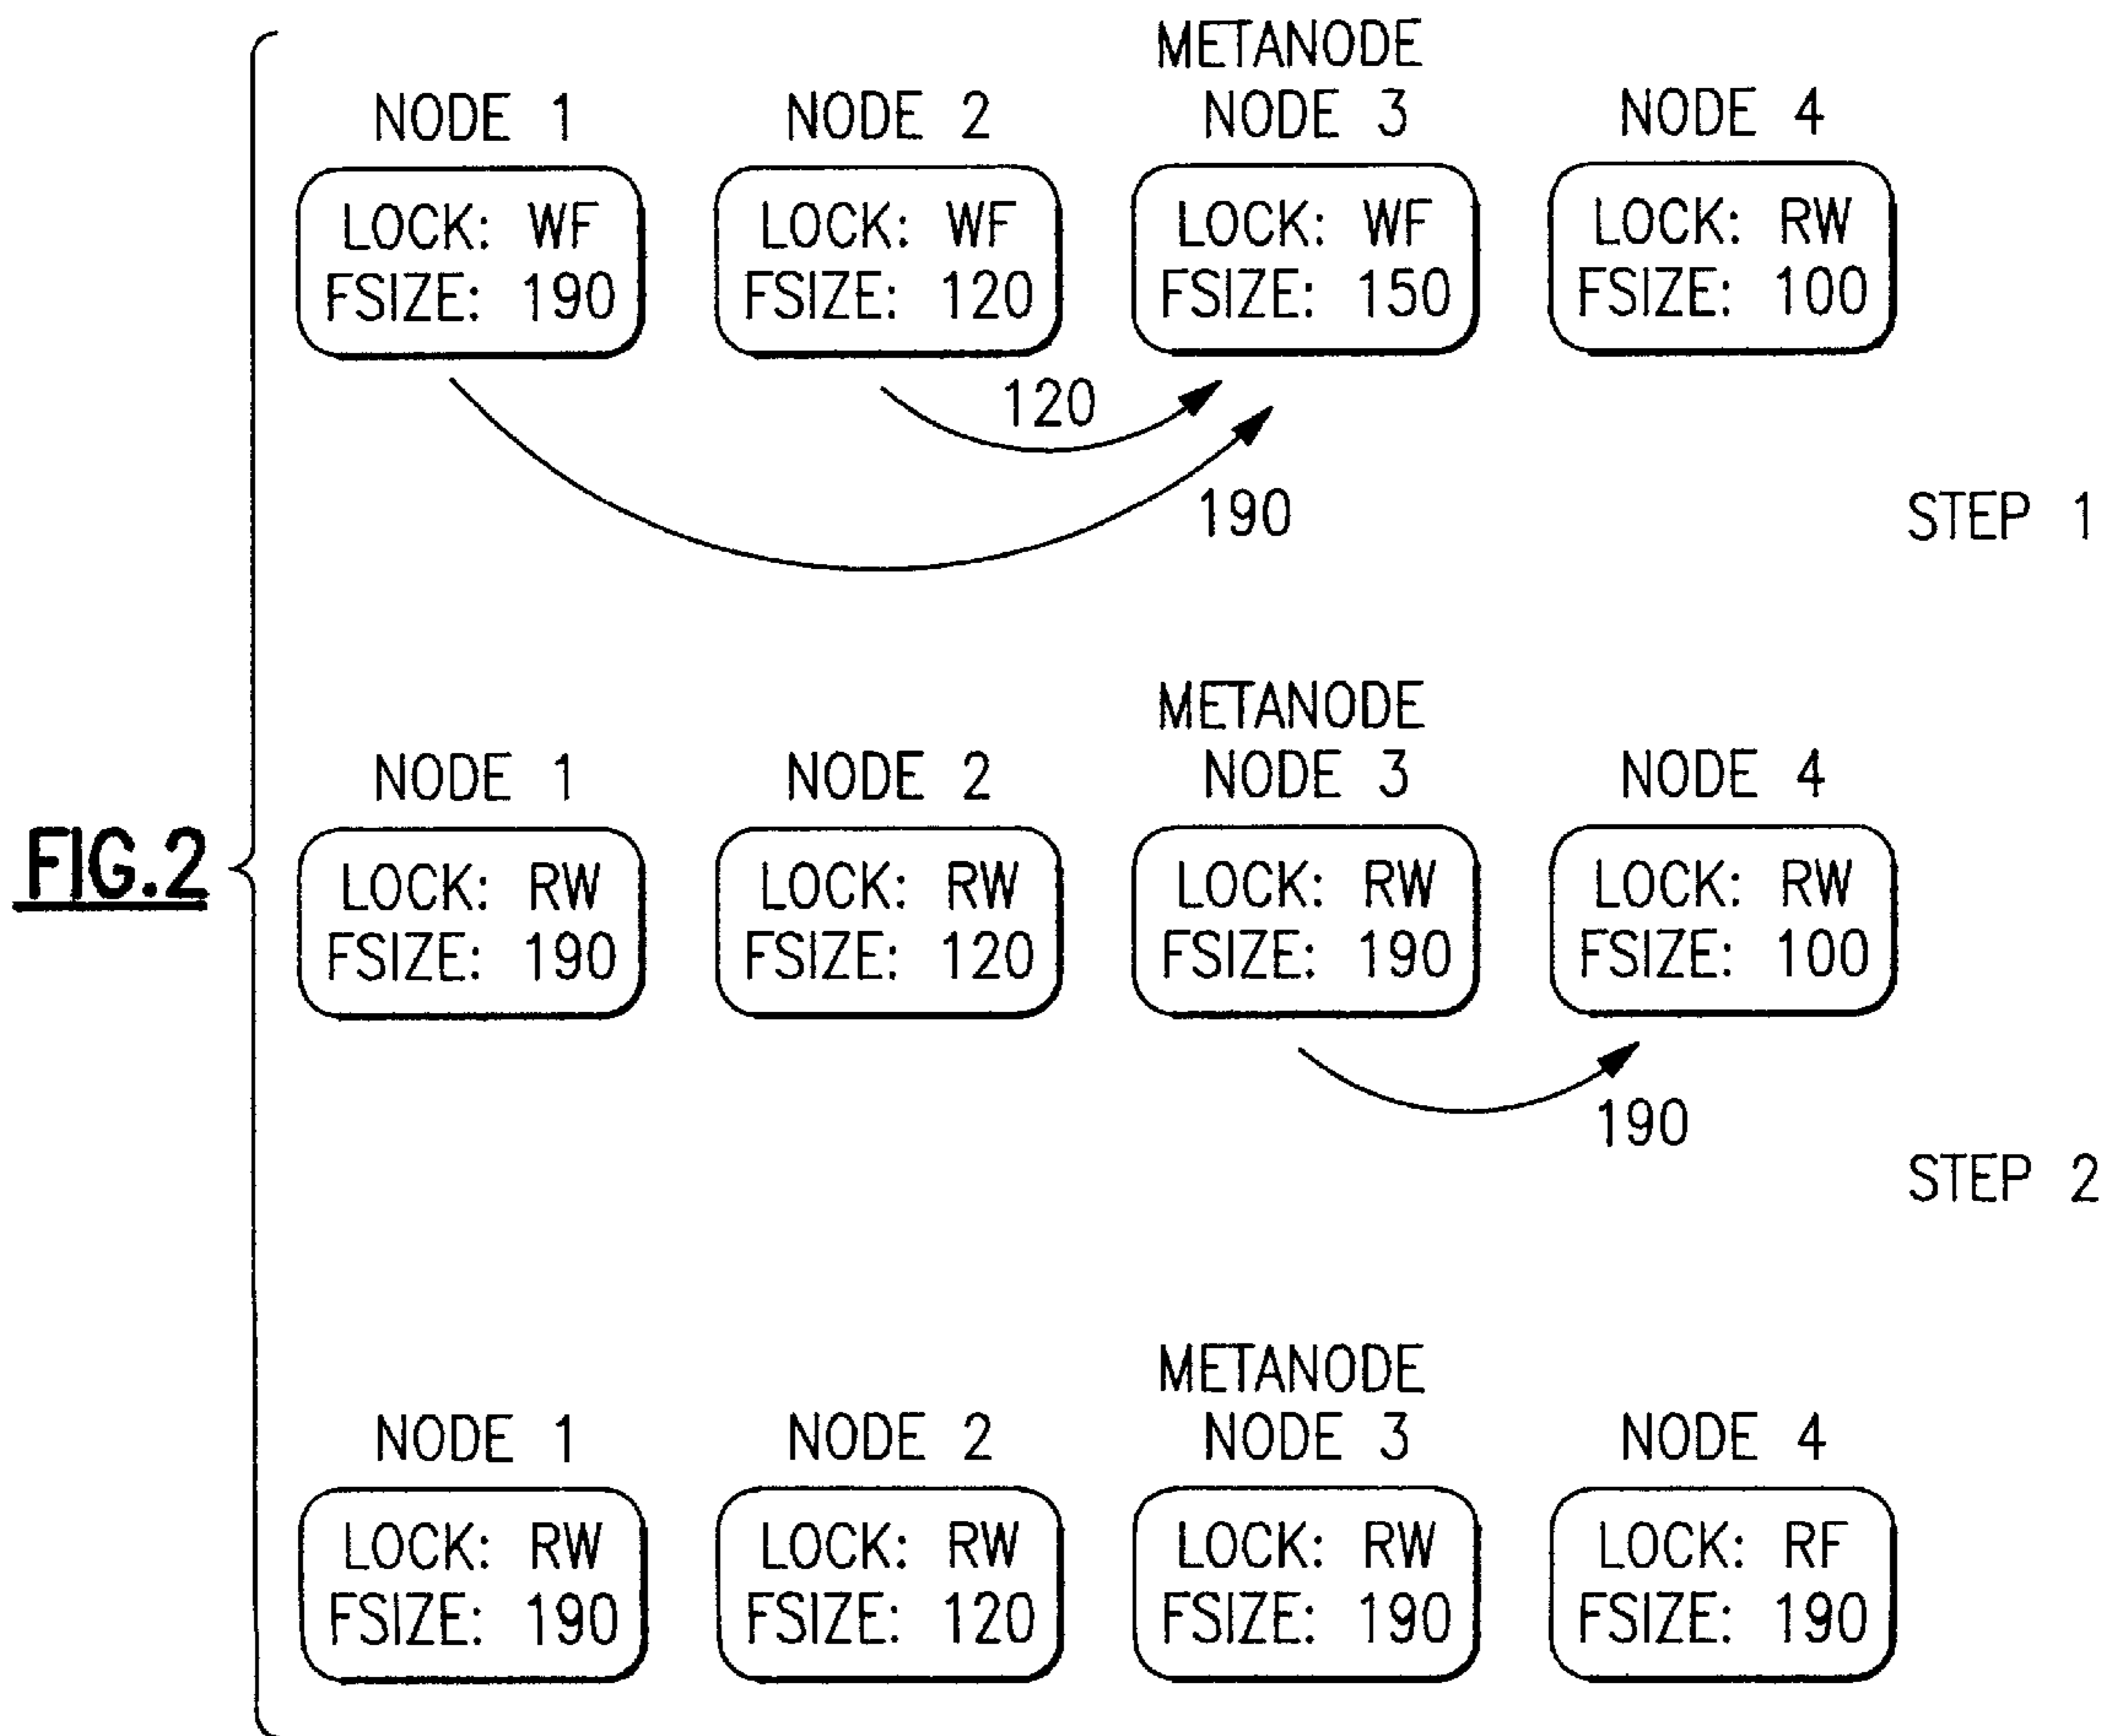 METANODE
NODE 1 NODE 2 NODE 3 NODE 4
LOCK: WF LOCK: WF LOCK: WF LOCK: RW
FSIZE: 190 FSIZE: 120 FSIZE: 150 FSIZE: 100
120
190
STEP 1
METANODE
NODE 1 NODE 2 NODE 3 NODE 4
FIG.2
LOCK: RW LOCK: RW LOCK: RW LOCK: RW
FSIZE: 190 FSIZE: 120 FSIZE: 190 FSIZE: 100
190
STEP 2
METANODE
NODE 1 NODE 2 NODE 3 NODE 4
LOCK: RW LOCK: RW LOCK: RW LOCK: RF
FSIZE: 190 FSIZE: 120 FSIZE: 190 FSIZE: 190